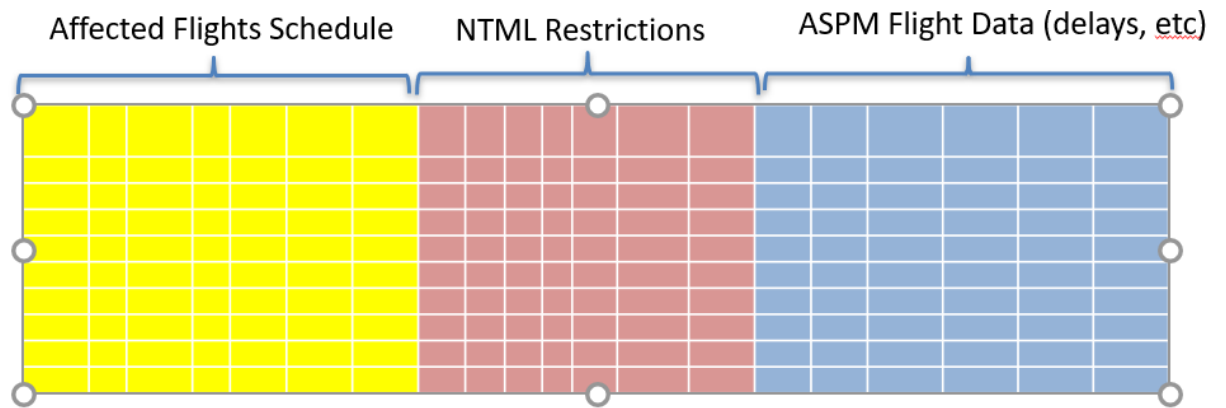 Affected Flights Schedule
NTML Restrictions
ASPM Flight Data (delays, etc)